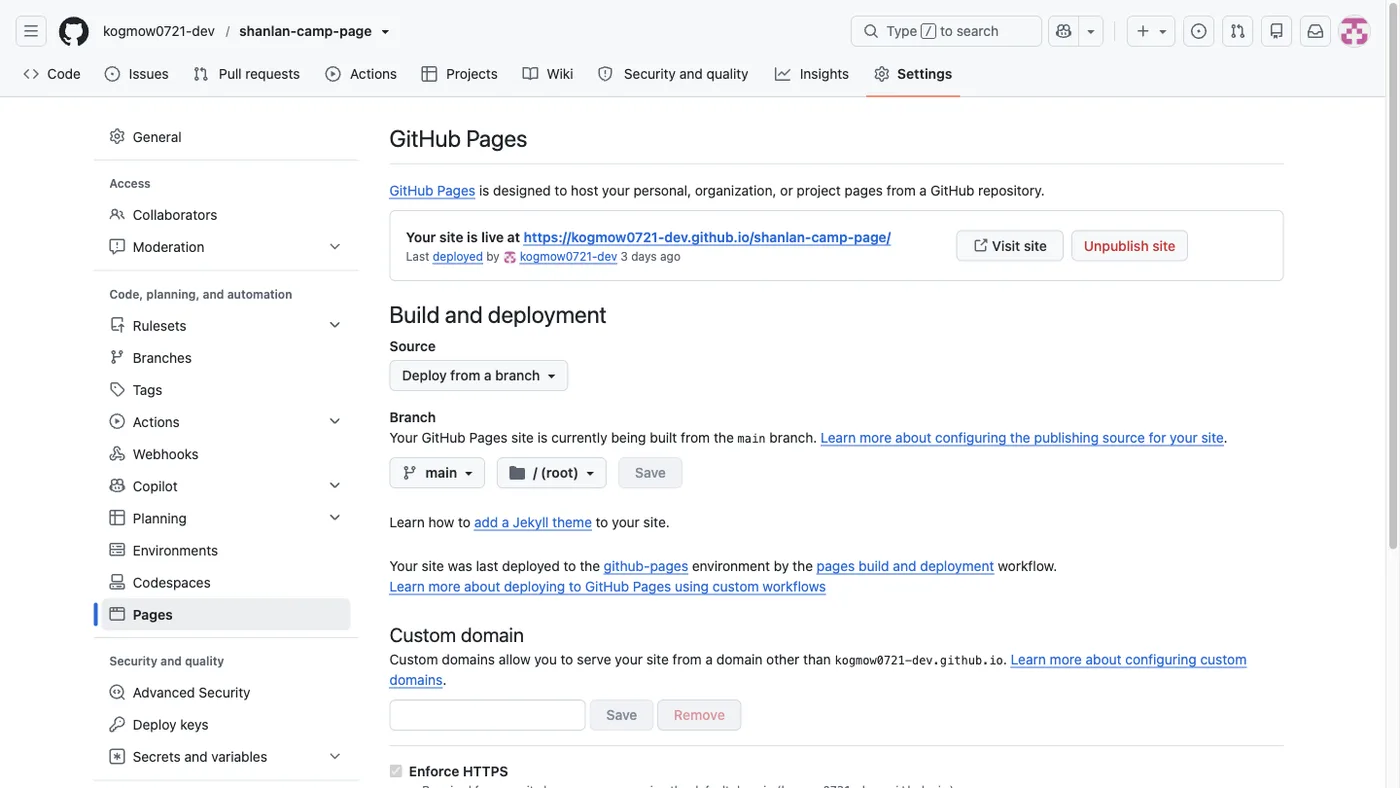 kogmow0721-dev / shanlan-camp-page
Type / to search
Code Issues Pull requests Actions Projects Wiki Security and quality Insights Settings
General
Access
Collaborators
Moderation
Code, planning, and automation
Rulesets
Branches
Tags
Actions
Webhooks
Copilot
Planning
Environments
Codespaces
Pages
Security and quality
Advanced Security
Deploy keys
Secrets and variables
GitHub Pages
GitHub Pages is designed to host your personal, organization, or project pages from a GitHub repository.
Your site is live at https://kogmow0721-dev.github.io/shanlan-camp-page/
Last deployed by kogmow0721-dev 3 days ago
Visit site Unpublish site
Build and deployment
Source
Deploy from a branch
Branch
Your GitHub Pages site is currently being built from the main branch. Learn more about configuring the publishing source for your site.
main / (root) Save
Learn how to add a Jekyll theme to your site.
Your site was last deployed to the github-pages environment by the pages build and deployment workflow.
Learn more about deploying to GitHub Pages using custom workflows
Custom domain
Custom domains allow you to serve your site from a domain other than kogmow0721-dev.github.io. Learn more about configuring custom
domains.
Save Remove
Enforce HTTPS